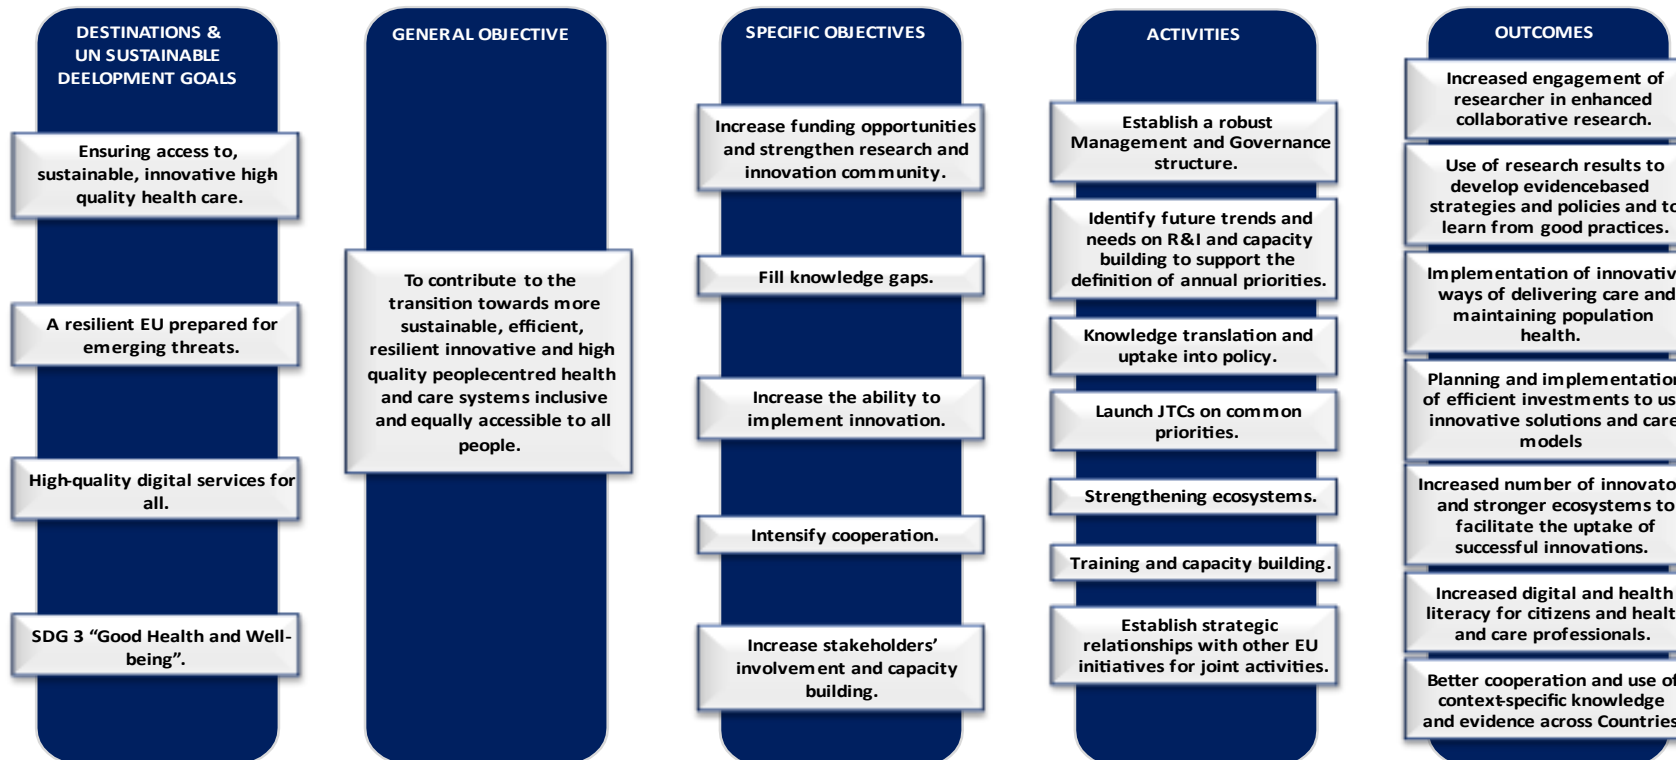 DESTINATIONS &
UN SUSTAINABLE
DEELOPMENT GOALS
Ensuring access to,
sustainable, innovative high
quality health care.
A resilient EU prepared for
emerging threats.
High-quality digital services for
all.
SDG 3 “Good Health and Well-
being”.
GENERAL OBJECTIVE
To contribute to the
transition towards more
sustainable, efficient,
resilient innovative and high
quality peoplecentred health
and care systems inclusive
and equally accessible to all
people.
SPECIFIC OBJECTIVES
Increase funding opportunities
and strengthen research and
innovation community.
Fill knowledge gaps.
Increase the ability to
implement innovation.
Intensify cooperation.
Increase stakeholders’
involvement and capacity
building.
ACTIVITIES
Establish a robust
Management and Governance
structure.
Identify future trends and
needs on R&I and capacity
building to support the
definition of annual priorities.
Knowledge translation and
uptake into policy.
Launch JTCs on common
priorities.
Strengthening ecosystems.
Training and capacity building.
Establish strategic
relationships with other EU
initiatives for joint activities.
OUTCOMES
Increased engagement of
researcher in enhanced
collaborative research.
Use of research results to
develop evidencebased
strategies and policies and to
learn from good practices.
Implementation of innovativ
ways of delivering care and
maintaining population
health.
Planning and implementation
of efficient investments to us
innovative solutions and care
models
Increased number of innovato
and stronger ecosystems to
facilitate the uptake of
successful innovations.
Increased digital and health
literacy for citizens and healt
and care professionals.
Better cooperation and use of
context-specific knowledge
and evidence across Countries